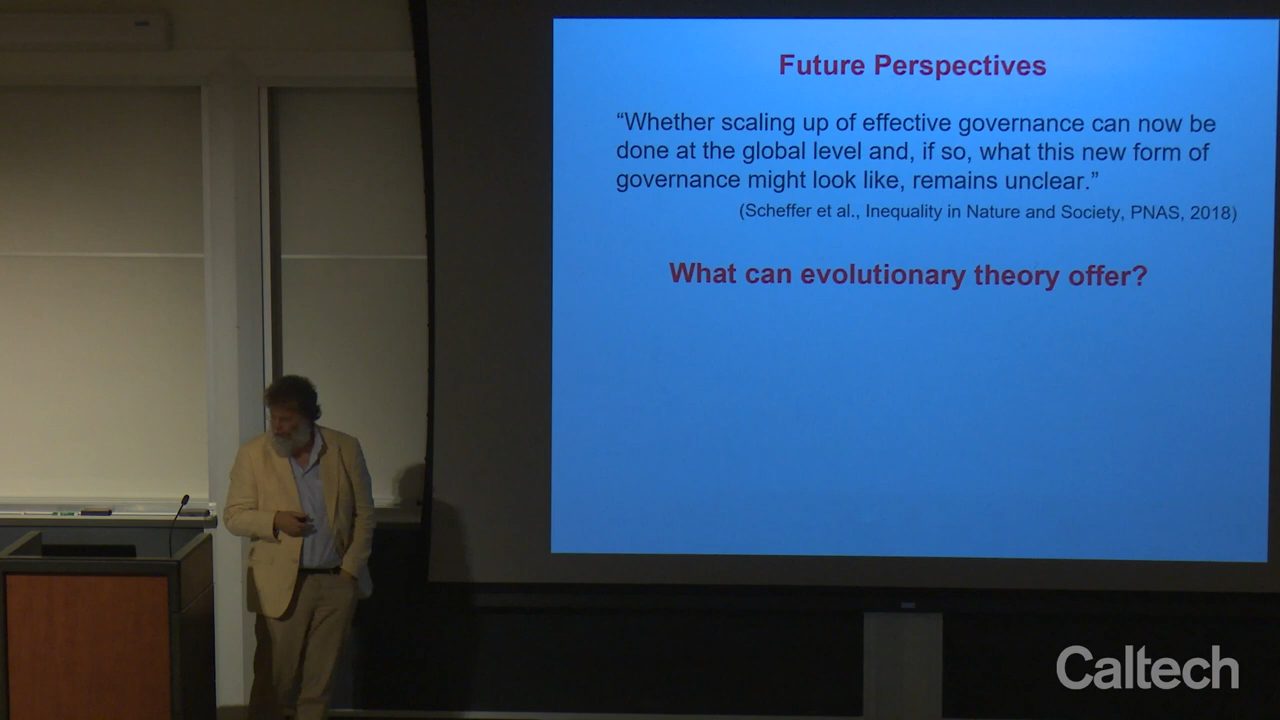 Future Perspectives
“Whether scaling up of effective governance can now be
done at the global level and, if so, what this new form of
governance might look like, remains unclear.”
(Scheffer et al., Inequality in Nature and Society, PNAS, 2018)
What can evolutionary theory offer?
Caltech